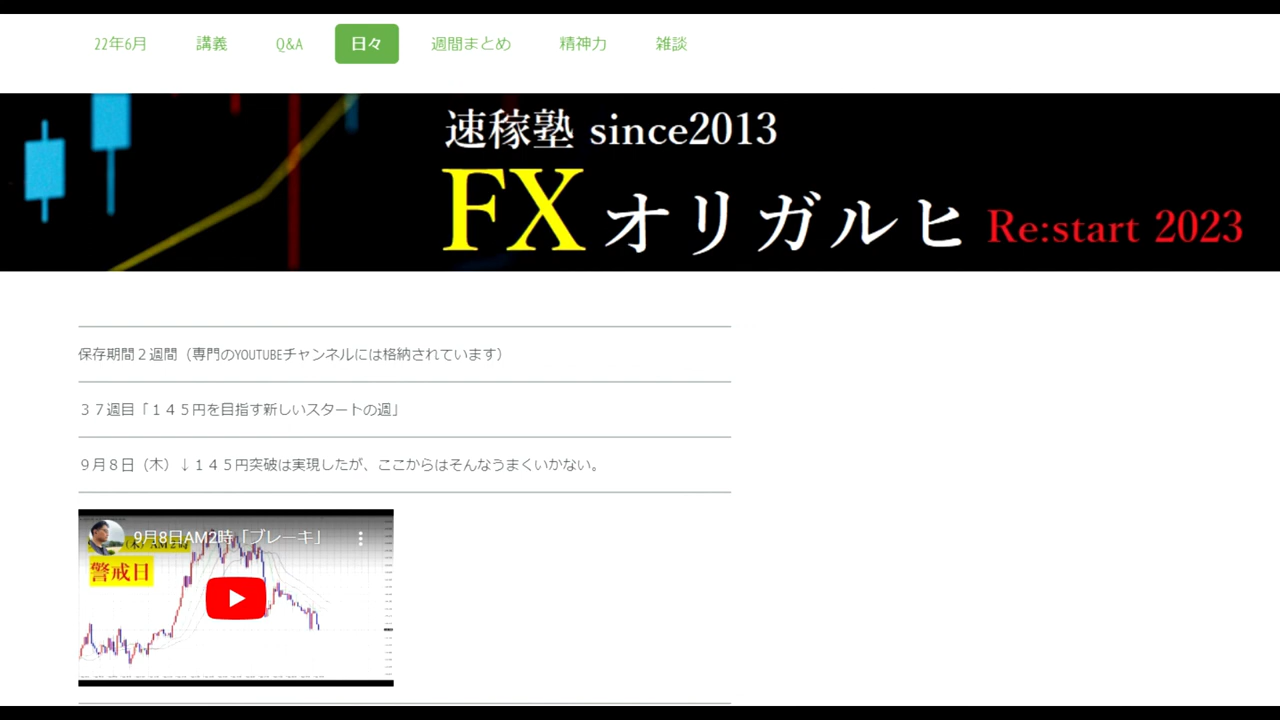 22年6月
講義
Q&A
日々
週間まとめ
精神力
雑談
速稼塾 since2013
FX オリガルヒ Re:start 2023
保存期間２週間（専門のYOUTUBEチャンネルには格納されています）
３７週目「１４５円を目指す新しいスタートの週」
９月８日（木）↓１４５円突破は実現したが、ここからはそんなうまくいかない。
9月8日AM2時「ブレーキ」
（木）AM２時
警戒日